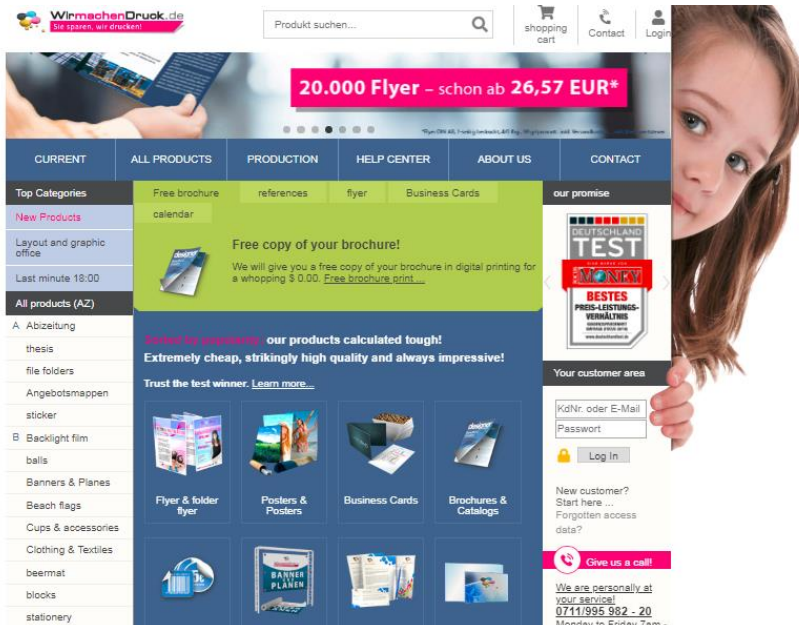 WirmachenDruck.de
Sie sparen, wir drucken!
Produkt suchen...
shopping cart
Contact
Login
20.000 Flyer – schon ab 26,57 EUR*
CURRENT
ALL PRODUCTS
PRODUCTION
HELP CENTER
ABOUT US
CONTACT
Top Categories
New Products
Layout and graphic office
Last minute 18:00
All products (AZ)
A Abizeitung
thesis
file folders
Angebotsmappen
sticker
B Backlight film
balls
Banners & Planes
Beach flags
Cups & accessories
Clothing & Textiles
beermat
blocks
stationery
Free brochure
references
flyer
Business Cards
calendar
Free copy of your brochure!
We will give you a free copy of your brochure in digital printing for
a whopping $ 0.00. Free brochure print ...
our products calculated tough!
Extremely cheap, strikingly high quality and always impressive!
Trust the test winner. Learn more...
Flyer & folder
flyer
Posters &
Posters
Business Cards
Brochures &
Catalogs
BANNER
PLANEN
our promise
DEUTSCHLAND
TEST
MONEY
BESTES
PREIS-LEISTUNGS-
VERHÄLTNIS
Your customer area
KdNr. oder E-Mail
Passwort
Log In
New customer?
Start here ...
Forgotten access
data?
Give us a call!
We are personally at
your service!
0711/995 982 - 20
Monday to Friday 7am -